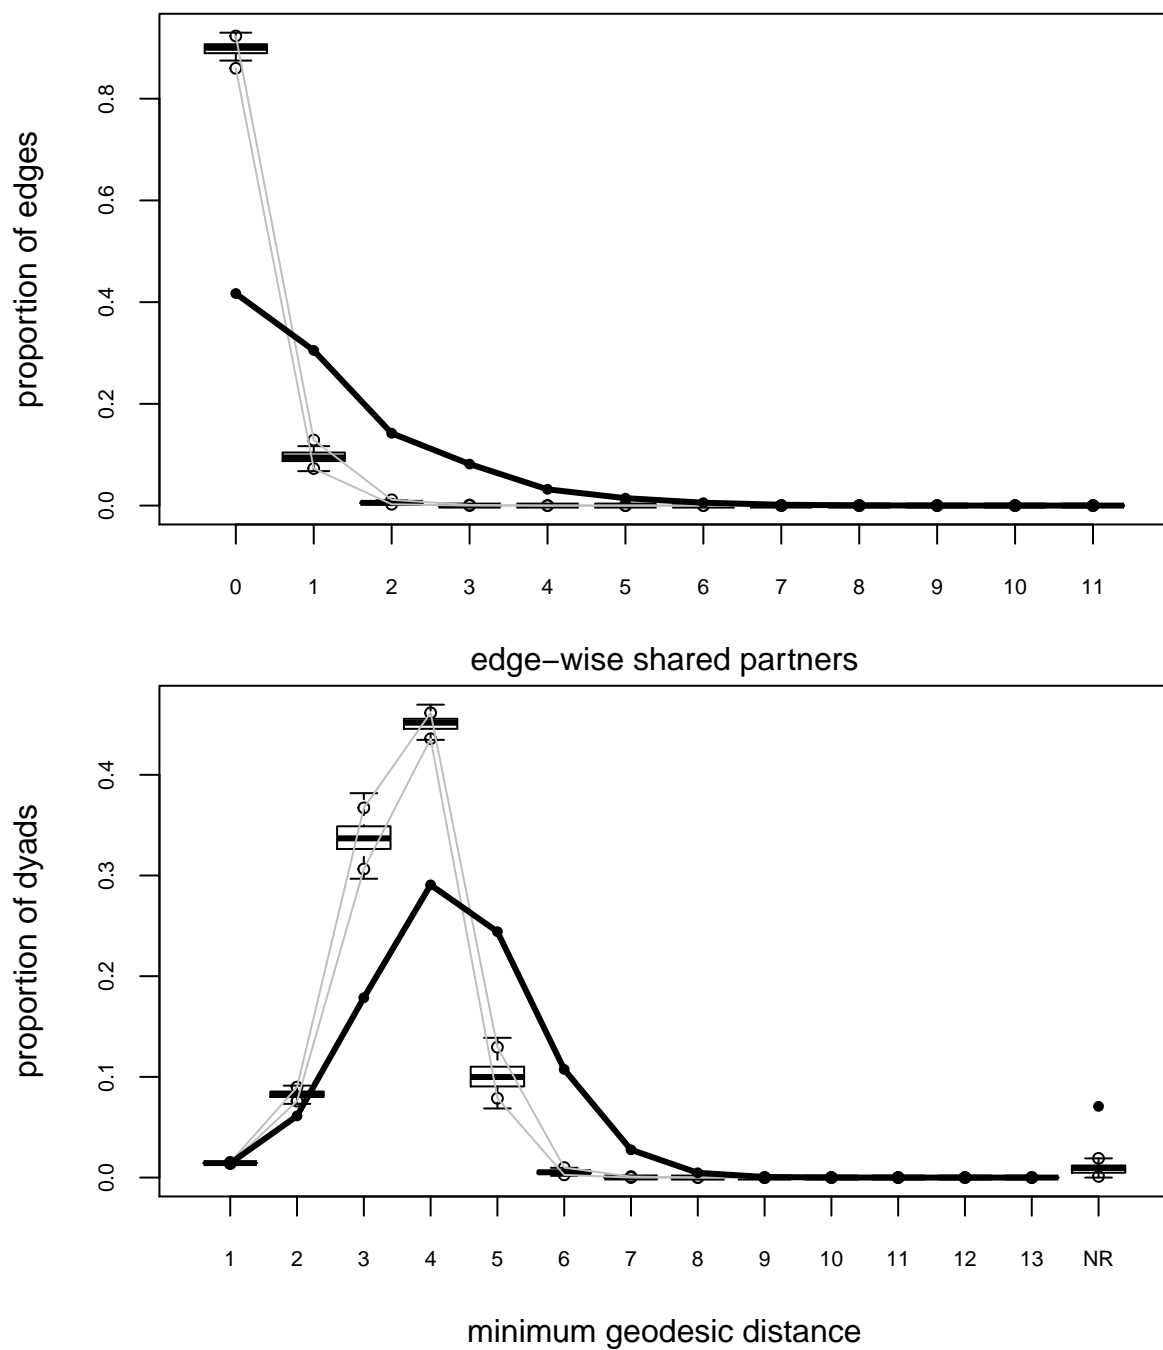 proportion of edges
0.8
0.6
0.4
0.2
0.0
0 1 2 3 4 5 6 7 8 9 10 11
edge−wise shared partners
proportion of dyads
0.4
0.3
0.2
0.1
0.0
1 2 3 4 5 6 7 8 9 10 11 12 13 NR
minimum geodesic distance